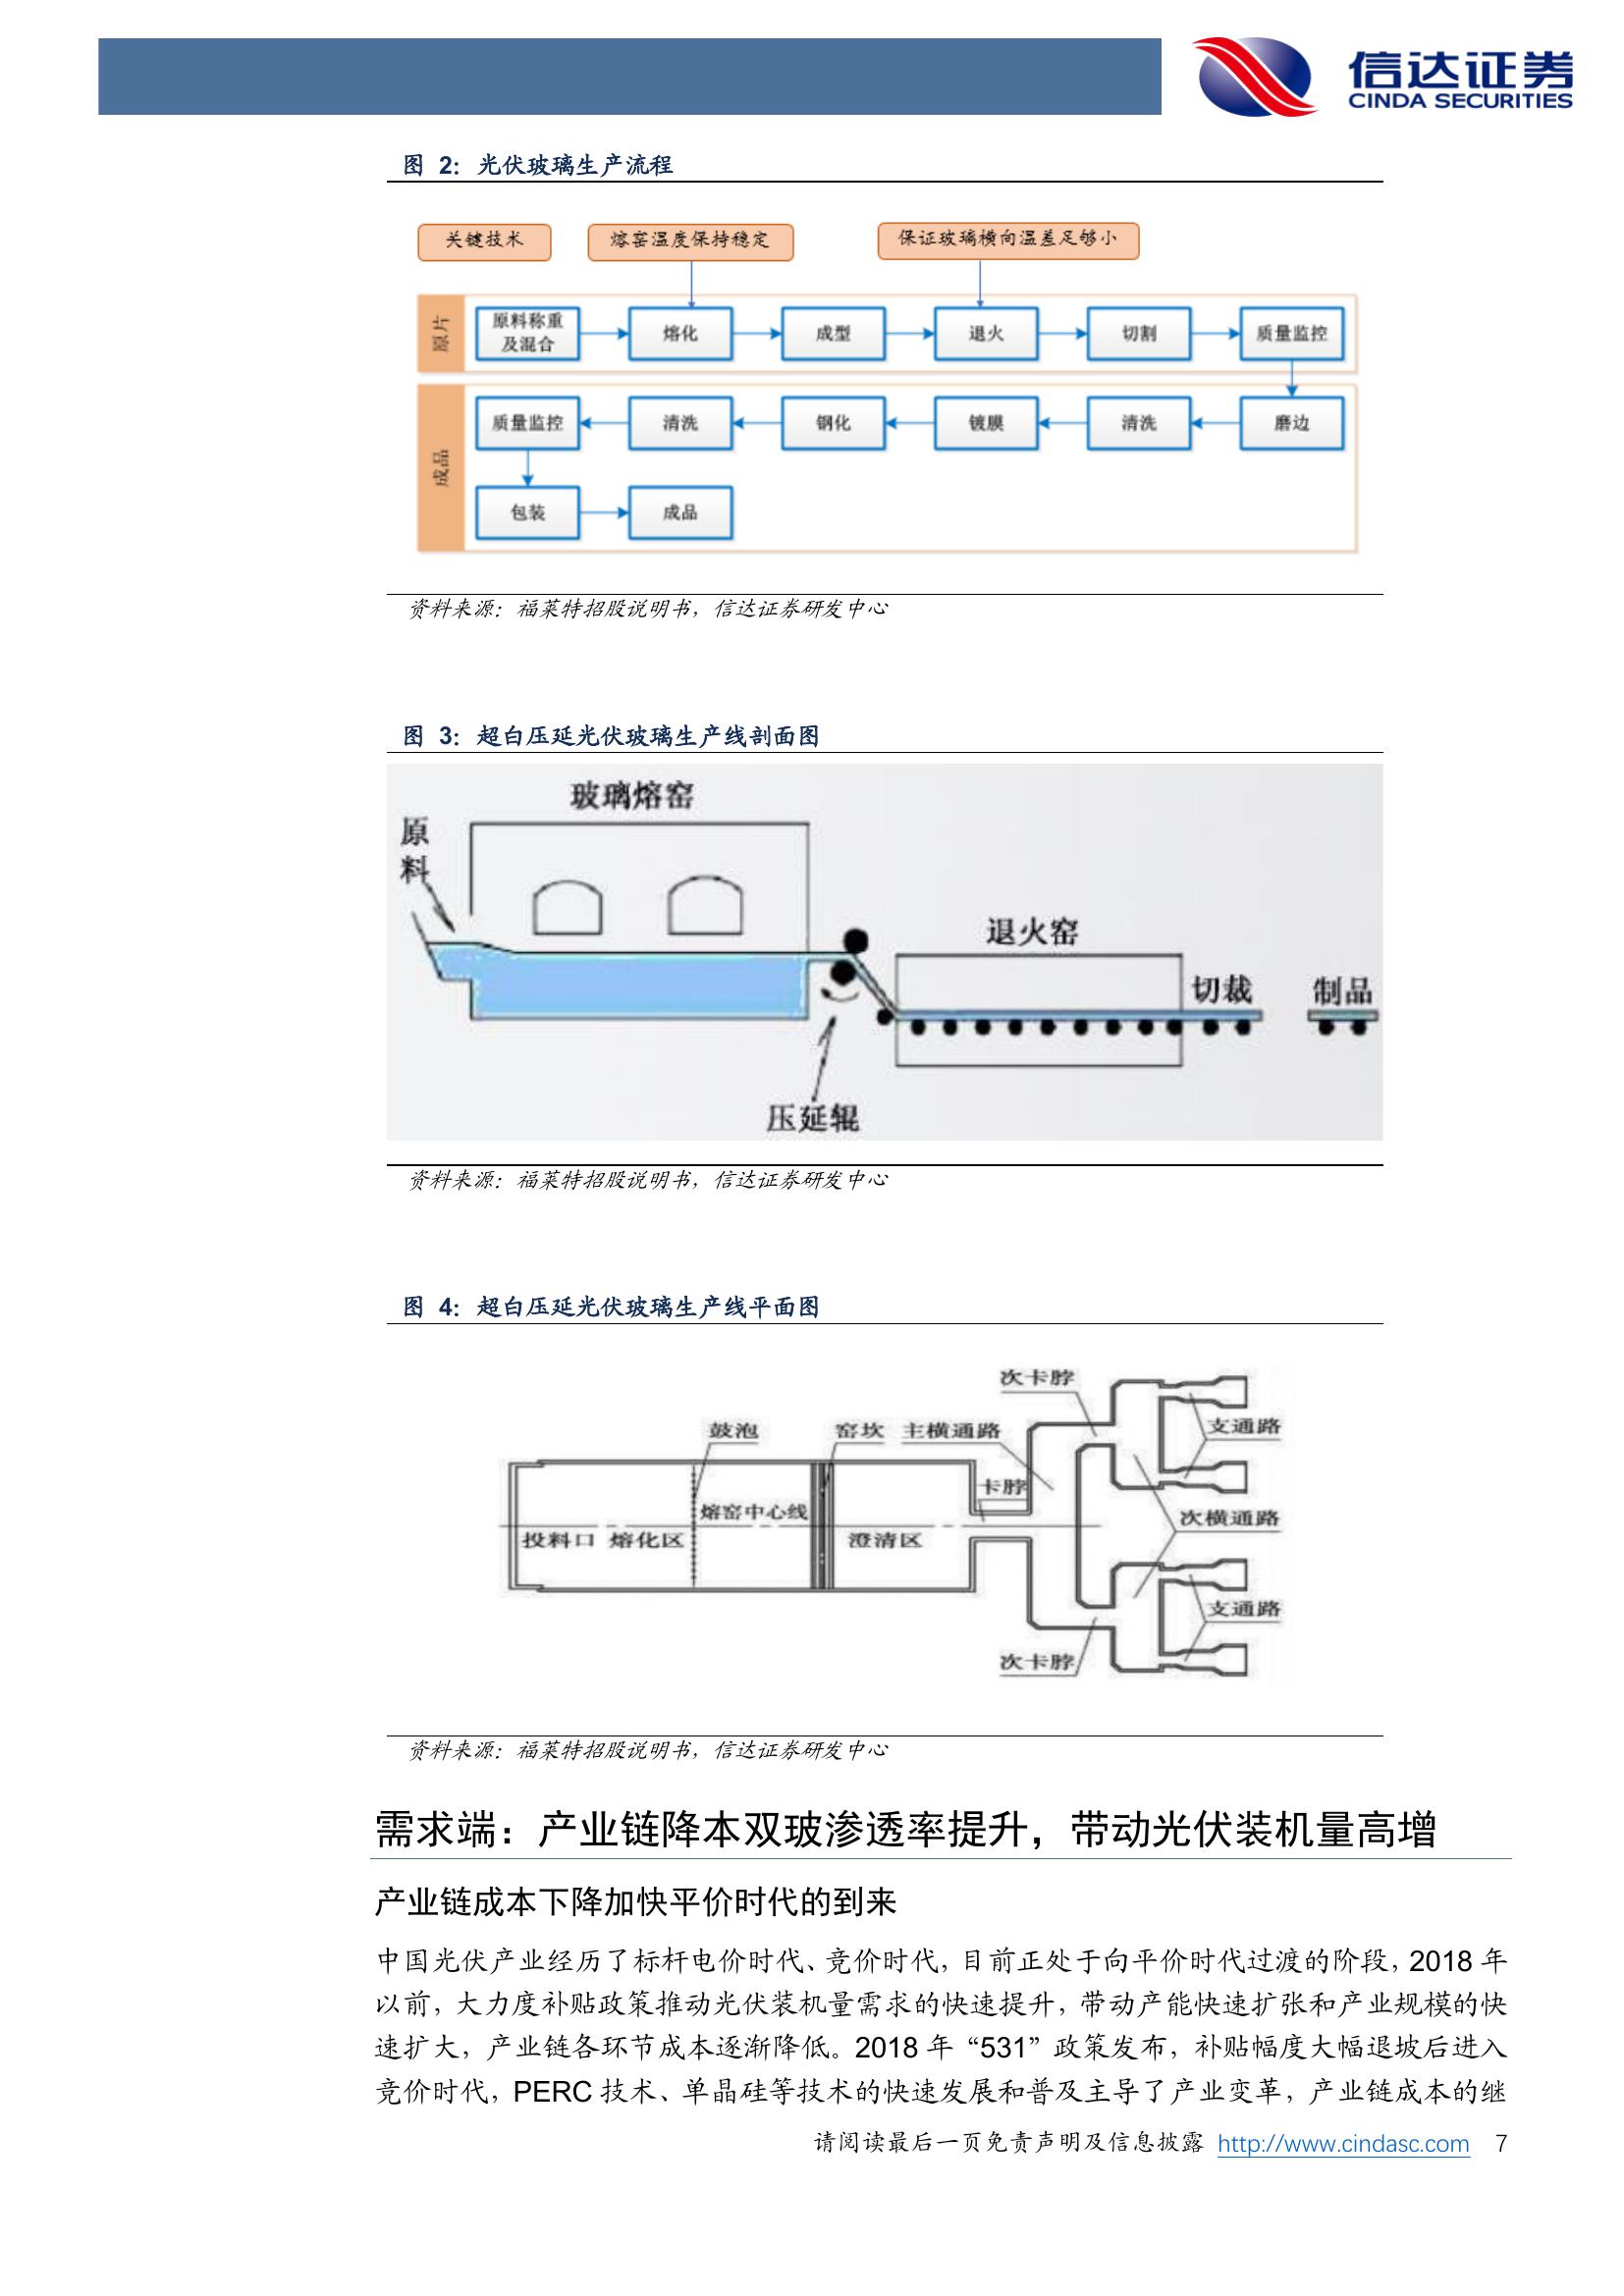 信达证券
CINDA SECURITIES
图 2：光伏玻璃生产流程
关键技术
熔窑温度保持稳定
保证玻璃横向温差足够小
原片
原料称重
及混合
熔化
成型
退火
切割
质量监控
成品
质量监控
清洗
钢化
镀膜
清洗
磨边
包装
成品
资料来源：福莱特招股说明书，信达证券研发中心
图 3：超白压延光伏玻璃生产线剖面图
玻璃熔窑
原
料
退火窑
切裁
制品
压延辊
资料来源：福莱特招股说明书，信达证券研发中心
图 4：超白压延光伏玻璃生产线平面图
次卡脖
鼓泡
窑坎
主横通路
支通路
卡脖
熔窑中心线
次横通路
投料口
熔化区
澄清区
支通路
次卡脖
资料来源：福莱特招股说明书，信达证券研发中心
需求端：产业链降本双玻渗透率提升，带动光伏装机量高增
产业链成本下降加快平价时代的到来
中国光伏产业经历了标杆电价时代、竞价时代，目前正处于向平价时代过渡的阶段，2018 年
以前，大力度补贴政策推动光伏装机量需求的快速提升，带动产能快速扩张和产业规模的快
速扩大，产业链各环节成本逐渐降低。2018 年“531”政策发布，补贴幅度大幅退坡后进入
竞价时代，PERC 技术、单晶硅等技术的快速发展和普及主导了产业变革，产业链成本的继
请阅读最后一页免责声明及信息披露 http://www.cindasc.com 7